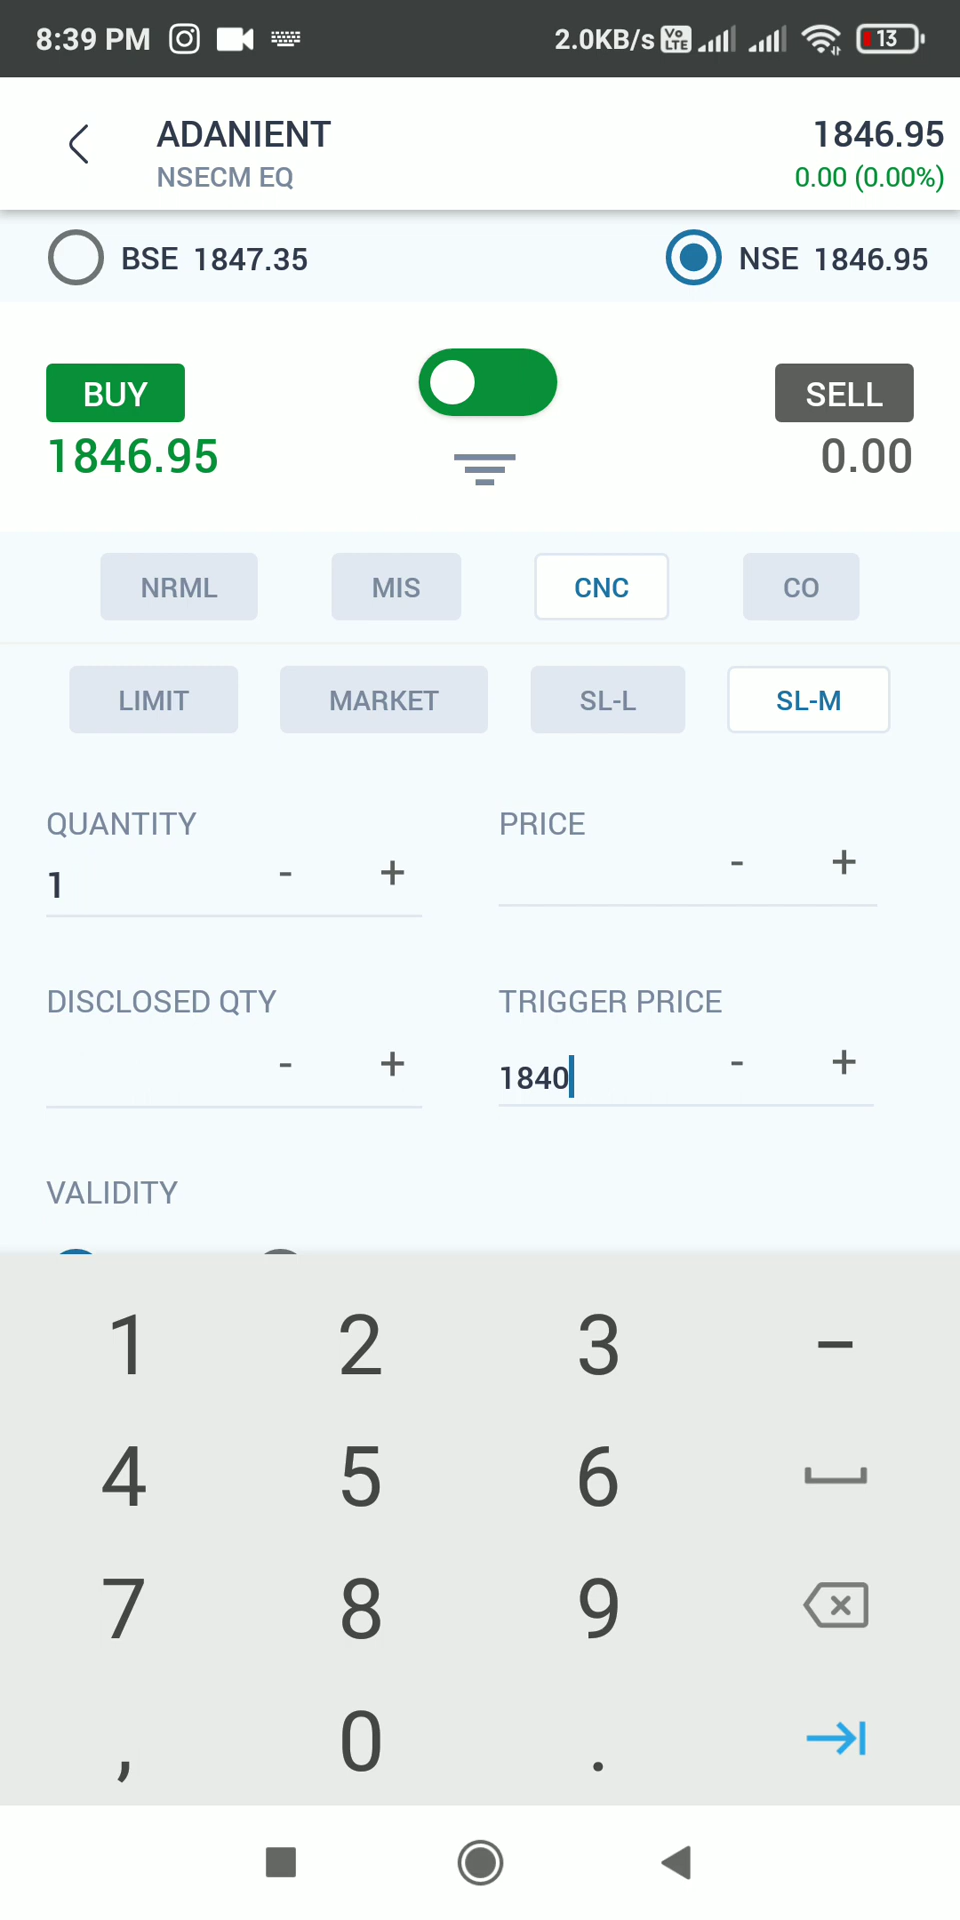 8:39 PM 2.0KB/s Vo LTE 13
ADANIENT 1846.95
NSECM EQ 0.00 (0.00%)
BSE 1847.35 NSE 1846.95
BUY SELL
1846.95 0.00
NRML MIS CNC CO
LIMIT MARKET SL-L SL-M
QUANTITY PRICE
1 - + - +
DISCLOSED QTY TRIGGER PRICE
- + 1840 - +
VALIDITY
1 2 3 -
4 5 6
7 8 9
, 0 .